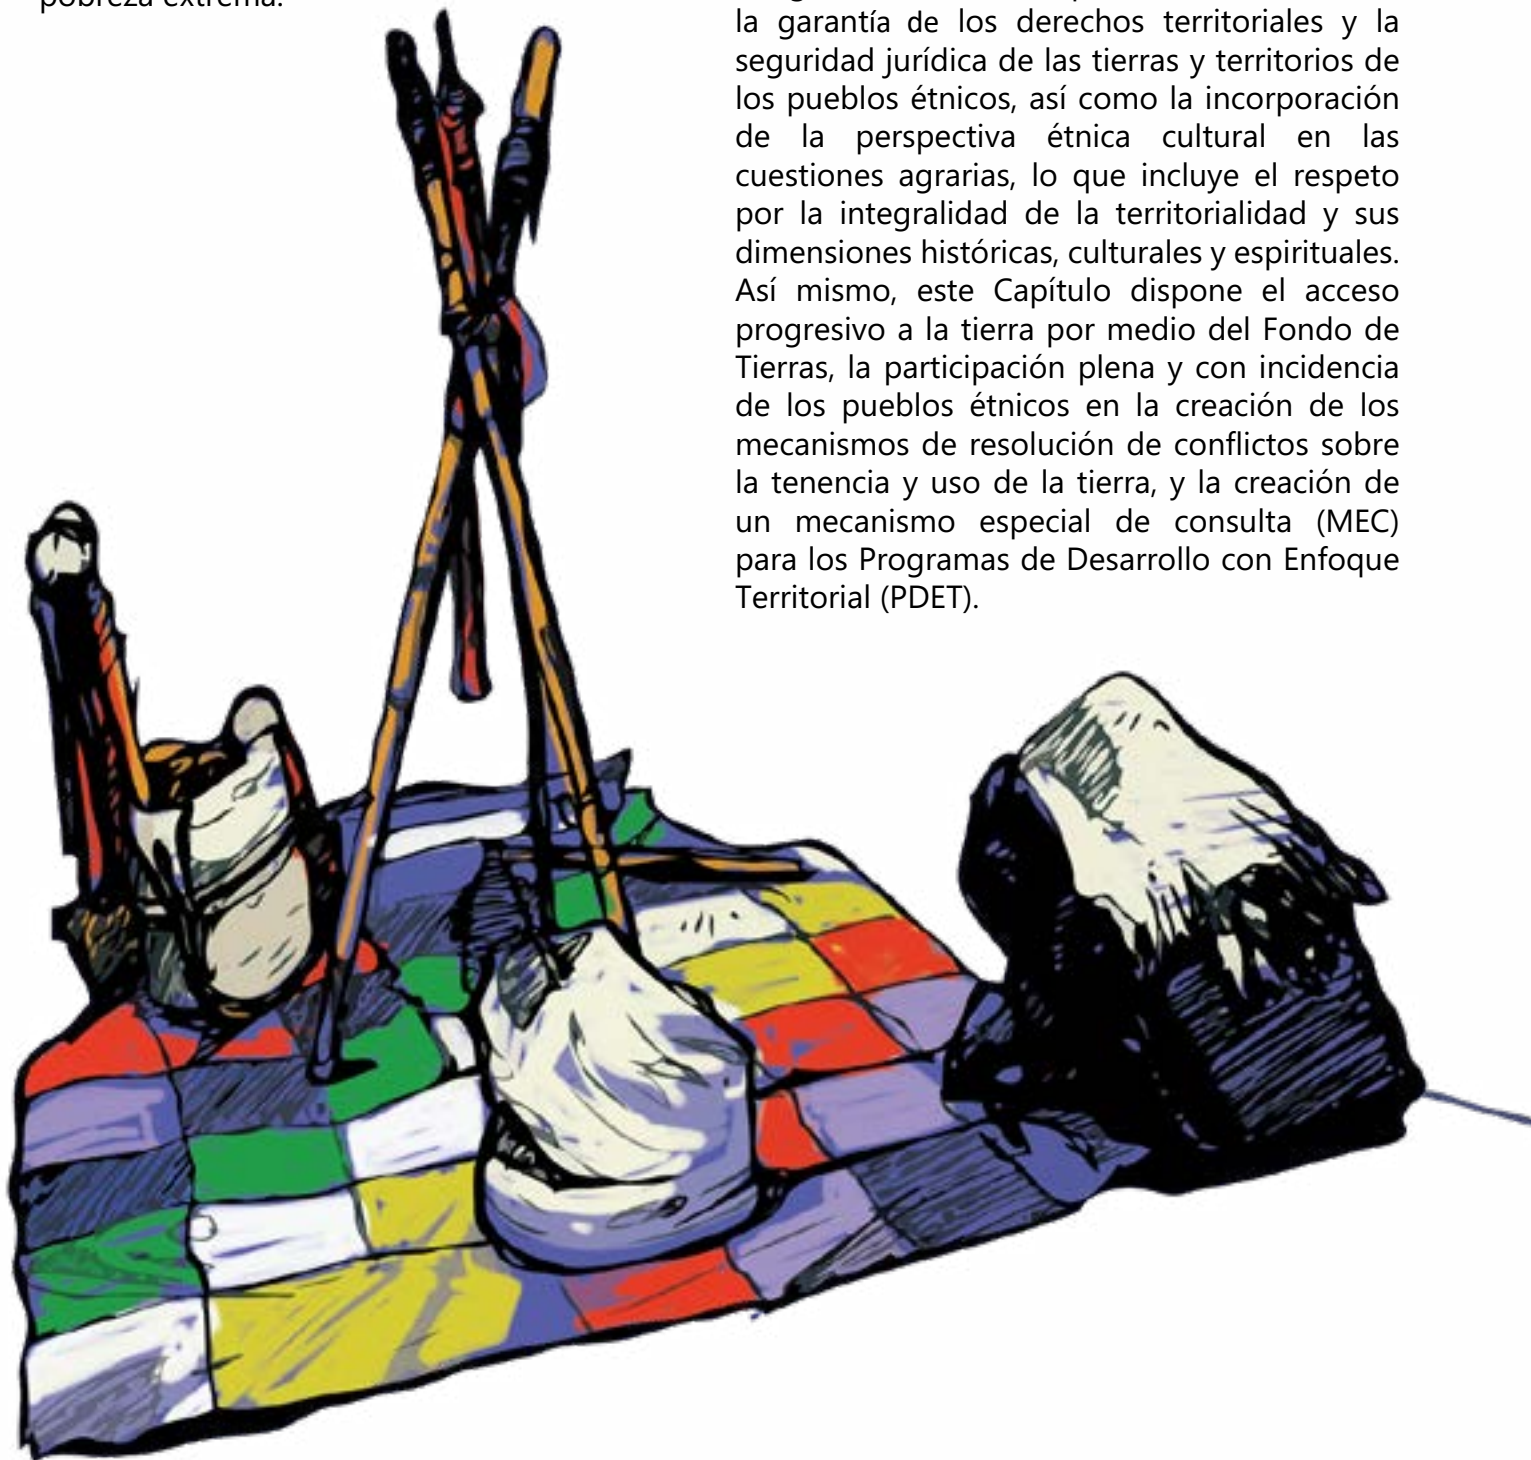 pobreza extrema.
la garantía de los derechos territoriales y la
seguridad jurídica de las tierras y territorios de
los pueblos étnicos, así como la incorporación
de la perspectiva étnica cultural en las
cuestiones agrarias, lo que incluye el respeto
por la integralidad de la territorialidad y sus
dimensiones históricas, culturales y espirituales.
Así mismo, este Capítulo dispone el acceso
progresivo a la tierra por medio del Fondo de
Tierras, la participación plena y con incidencia
de los pueblos étnicos en la creación de los
mecanismos de resolución de conflictos sobre
la tenencia y uso de la tierra, y la creación de
un mecanismo especial de consulta (MEC)
para los Programas de Desarrollo con Enfoque
Territorial (PDET).